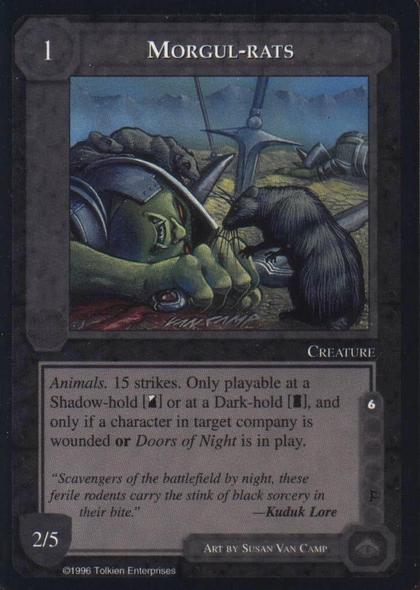 1
MORGUL-RATS
VAN CAMP
CREATURE
Animals. 15 strikes. Only playable at a
Shadow-hold [] or at a Dark-hold [], and
only if a character in target company is
wounded or Doors of Night is in play.
6
"Scavengers of the battlefield by night, these
ferile rodents carry the stink of black sorcery in
their bite." —Kuduk Lore
2/5
ART BY SUSAN VAN CAMP
©1996 Tolkien Enterprises